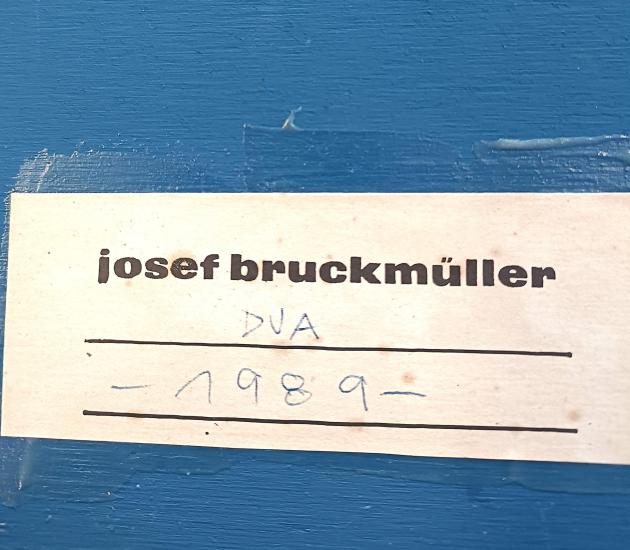 josef bruckmüller
DVA
- 1989 -